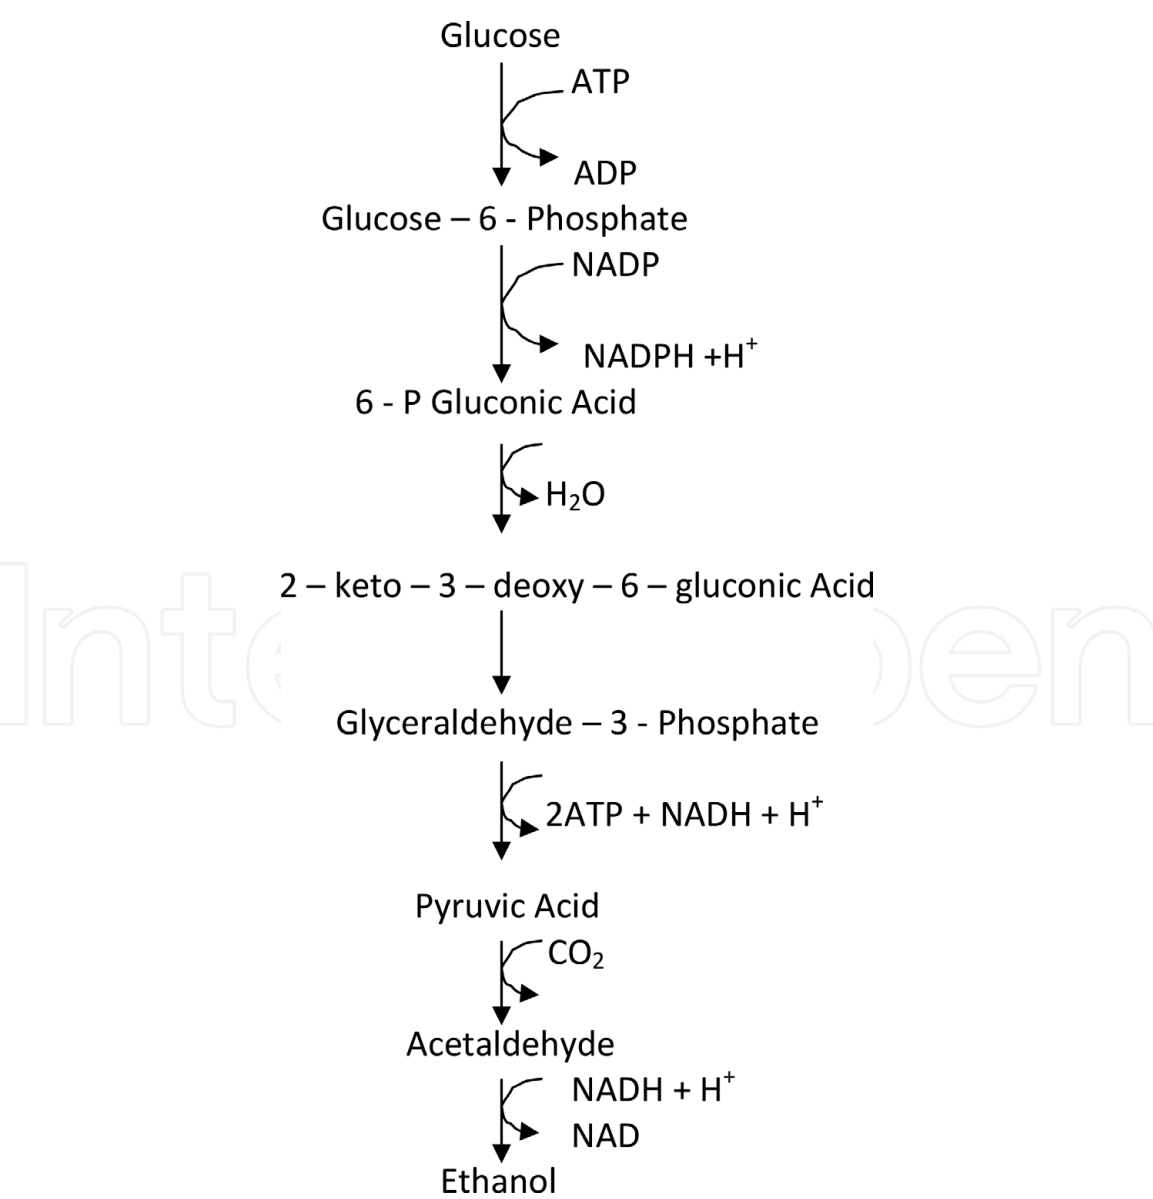 Glucose
ATP
ADP
Glucose – 6 - Phosphate
NADP
NADPH +H⁺
6 - P Gluconic Acid
H₂O
2 – keto – 3 – deoxy – 6 – gluconic Acid
Glyceraldehyde – 3 - Phosphate
2ATP + NADH + H⁺
Pyruvic Acid
CO₂
Acetaldehyde
NADH + H⁺
NAD
Ethanol